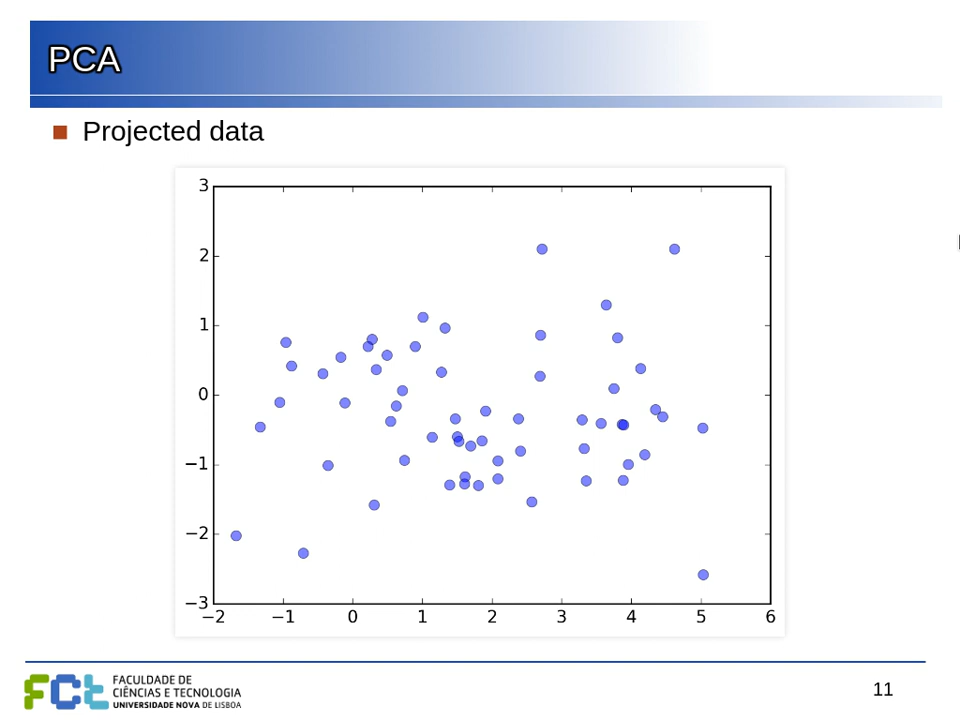 PCA
Projected data
3
2
1
0
−1
−2
−3
−2 −1 0 1 2 3 4 5 6
FCt FACULDADE DE
CIÊNCIAS E TECNOLOGIA
UNIVERSIDADE NOVA DE LISBOA
11